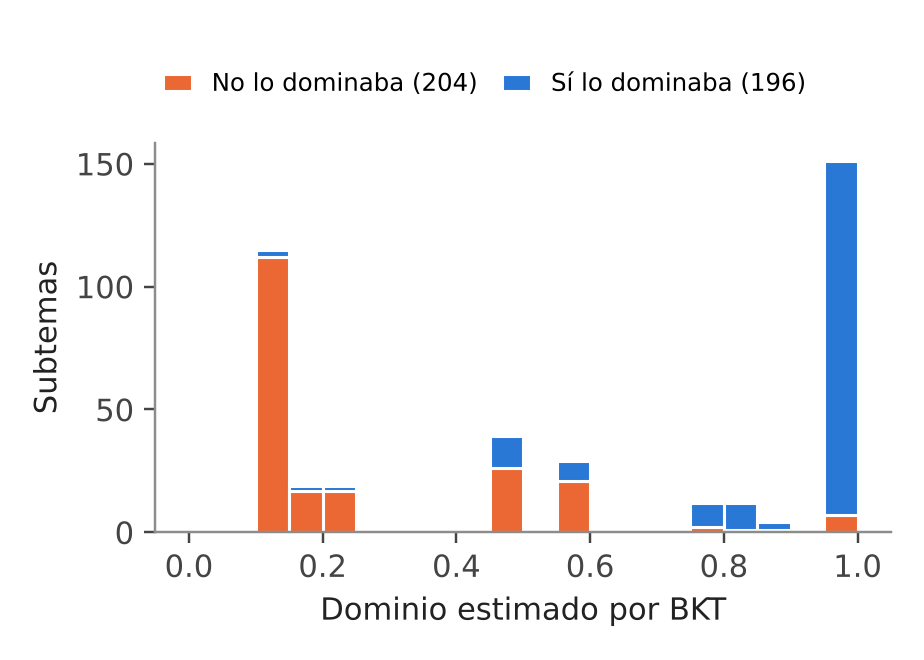 No lo dominaba (204) Sí lo dominaba (196)
150
100
50
0
Subtemas
0.0 0.2 0.4 0.6 0.8 1.0
Dominio estimado por BKT